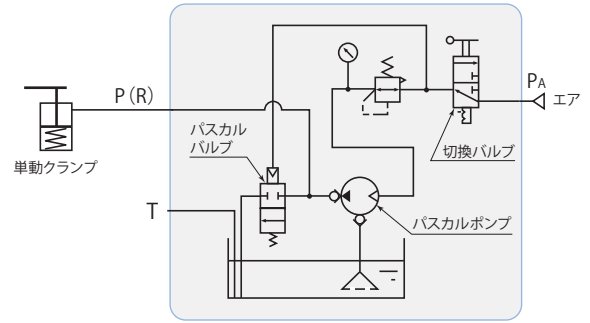 P(R)
PA
エア
パスカル
バルブ
単動クランプ
切換バルブ
T
パスカルポンプ